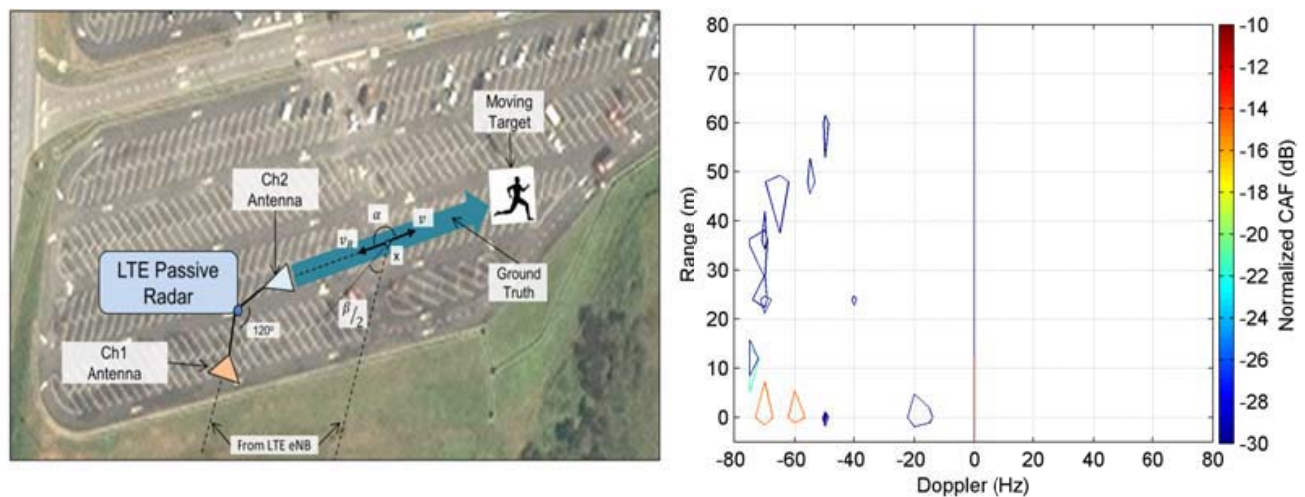 Moving
Target
Ch2
Antenna
α
v
v_B
x
LTE Passive
Radar
Ground
Truth
β/2
120º
Ch1
Antenna
From LTE eNB
80
70
60
50
40
30
20
10
0
Range (m)
-80
-60
-40
-20
0
20
40
60
80
Doppler (Hz)
-10
-12
-14
-16
-18
-20
-22
-24
-26
-28
-30
Normalized CAF (dB)